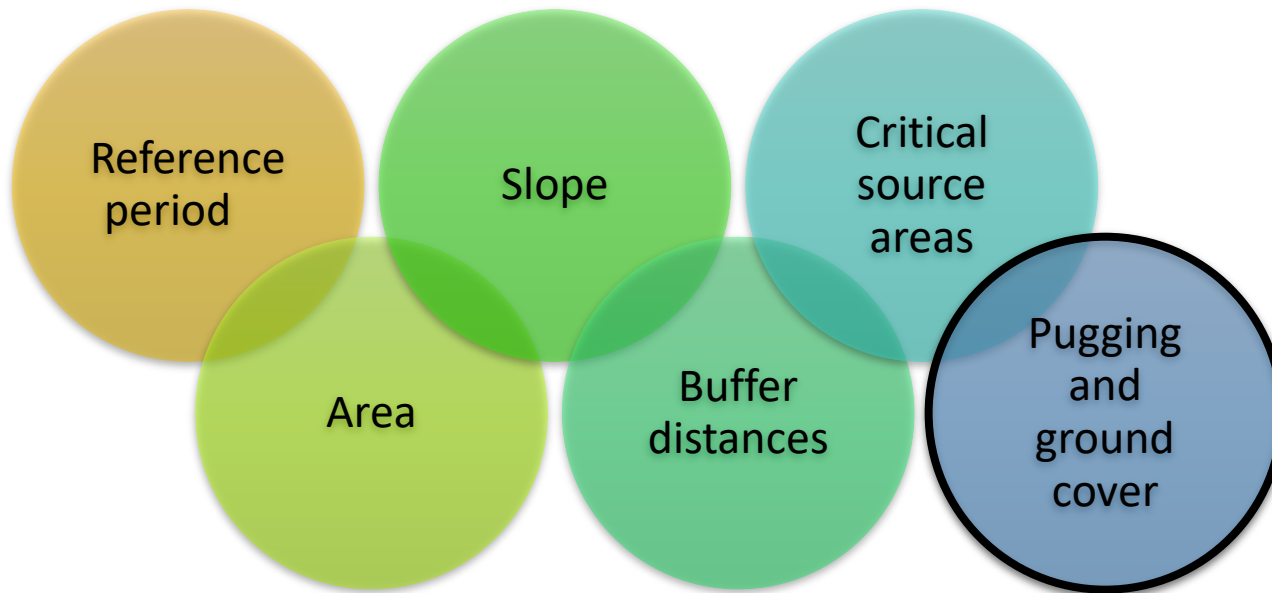 Reference
period
Area
Slope
Buffer
distances
Critical
source
areas
Pugging
and
ground
cover